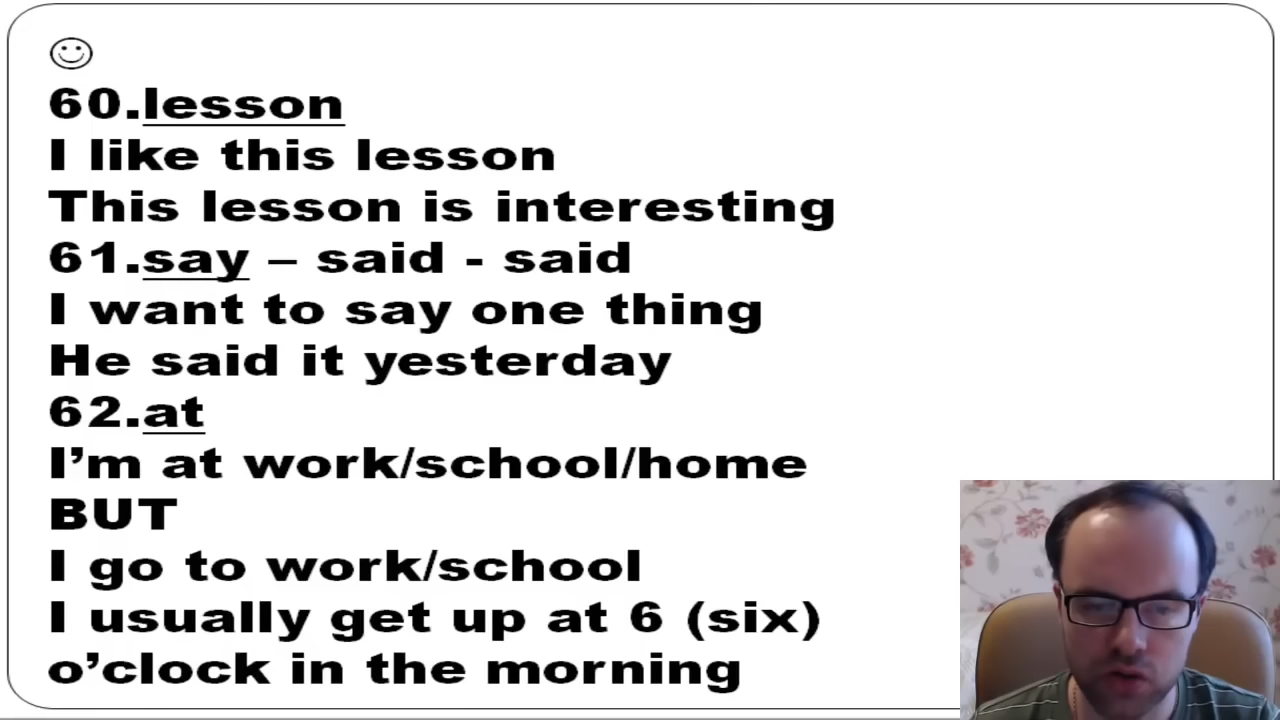 60.lesson
I like this lesson
This lesson is interesting
61.say – said - said
I want to say one thing
He said it yesterday
62.at
I’m at work/school/home
BUT
I go to work/school
I usually get up at 6 (six)
o’clock in the morning